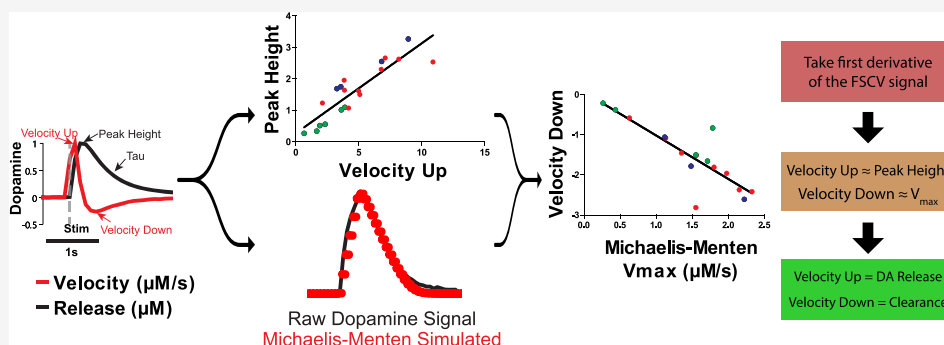 Velocity Up
Peak Height
Tau
Dopamine
1
0.5
0
-0.5
Stim
Velocity Down
1s
Velocity (µM/s)
Release (µM)
Peak Height
4
3
2
1
0
0
5
10
15
Velocity Up
Raw Dopamine Signal
Michaelis-Menten Simulated
Velocity Down
0
-1
-2
-3
0.0
0.5
1.0
1.5
2.0
2.5
Michaelis-Menten
Vmax (µM/s)
Take first derivative
of the FSCV signal
Velocity Up ≈ Peak Heigh
Velocity Down ≈ Vmax
Velocity Up = DA Release
Velocity Down = Clearance